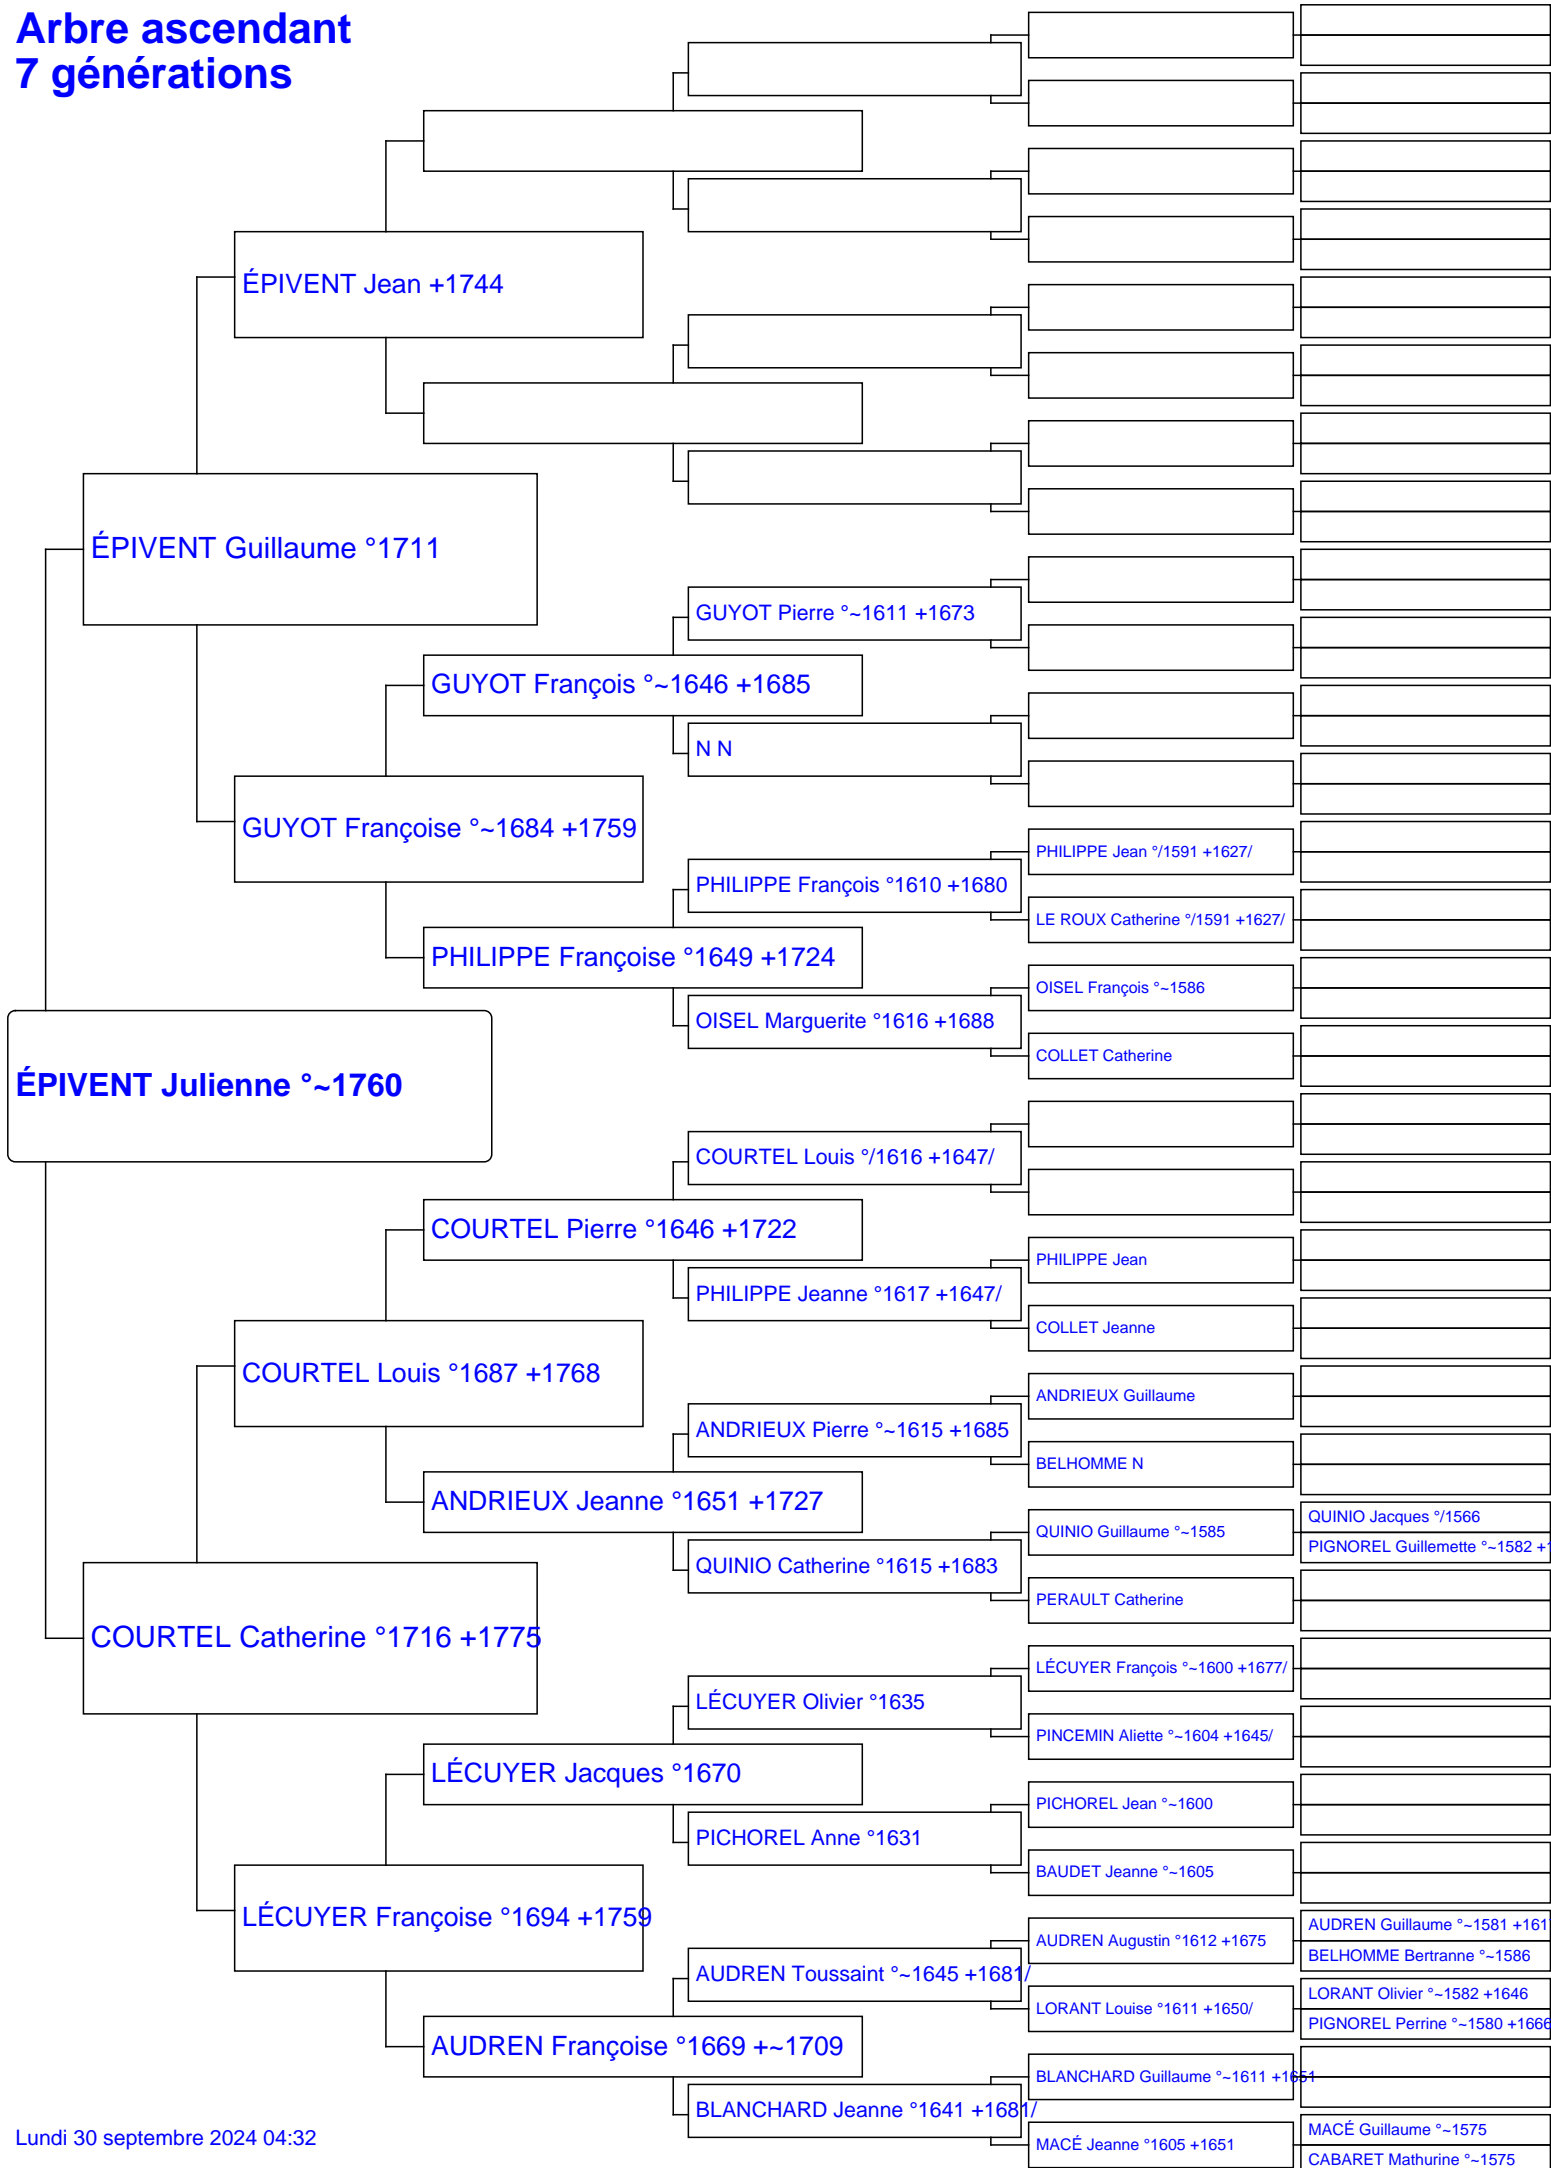 Arbre ascendant
7 générations
ÉPIVENT Jean +1744
ÉPIVENT Guillaume °1711
GUYOT Pierre °~1611 +1673
GUYOT François °~1646 +1685
N N
GUYOT Françoise °~1684 +1759
PHILIPPE Jean °/1591 +1627/
PHILIPPE François °1610 +1680
LE ROUX Catherine °/1591 +1627/
PHILIPPE Françoise °1649 +1724
OISEL François °~1586
OISEL Marguerite °1616 +1688
COLLET Catherine
ÉPIVENT Julienne °~1760
COURTEL Louis °/1616 +1647/
COURTEL Pierre °1646 +1722
PHILIPPE Jean
PHILIPPE Jeanne °1617 +1647/
COLLET Jeanne
COURTEL Louis °1687 +1768
ANDRIEUX Guillaume
ANDRIEUX Pierre °~1615 +1685
BELHOMME N
ANDRIEUX Jeanne °1651 +1727
QUINIO Jacques °/1566
QUINIO Guillaume °~1585
PIGNOREL Guillemette °~1582 +1
QUINIO Catherine °1615 +1683
PERAULT Catherine
COURTEL Catherine °1716 +1775
LÉCUYER François °~1600 +1677/
LÉCUYER Olivier °1635
PINCEMIN Aliette °~1604 +1645/
LÉCUYER Jacques °1670
PICHOREL Jean °~1600
PICHOREL Anne °1631
BAUDET Jeanne °~1605
LÉCUYER Françoise °1694 +1759
AUDREN Guillaume °~1581 +161
AUDREN Augustin °1612 +1675
BELHOMME Bertranne °~1586
AUDREN Toussaint °~1645 +1681/
LORANT Olivier °~1582 +1646
LORANT Louise °1611 +1650/
PIGNOREL Perrine °~1580 +1666
AUDREN Françoise °1669 +~1709
BLANCHARD Guillaume °~1611 +1651
BLANCHARD Jeanne °1641 +1681/
MACÉ Guillaume °~1575
MACÉ Jeanne °1605 +1651
CABARET Mathurine °~1575
Lundi 30 septembre 2024 04:32